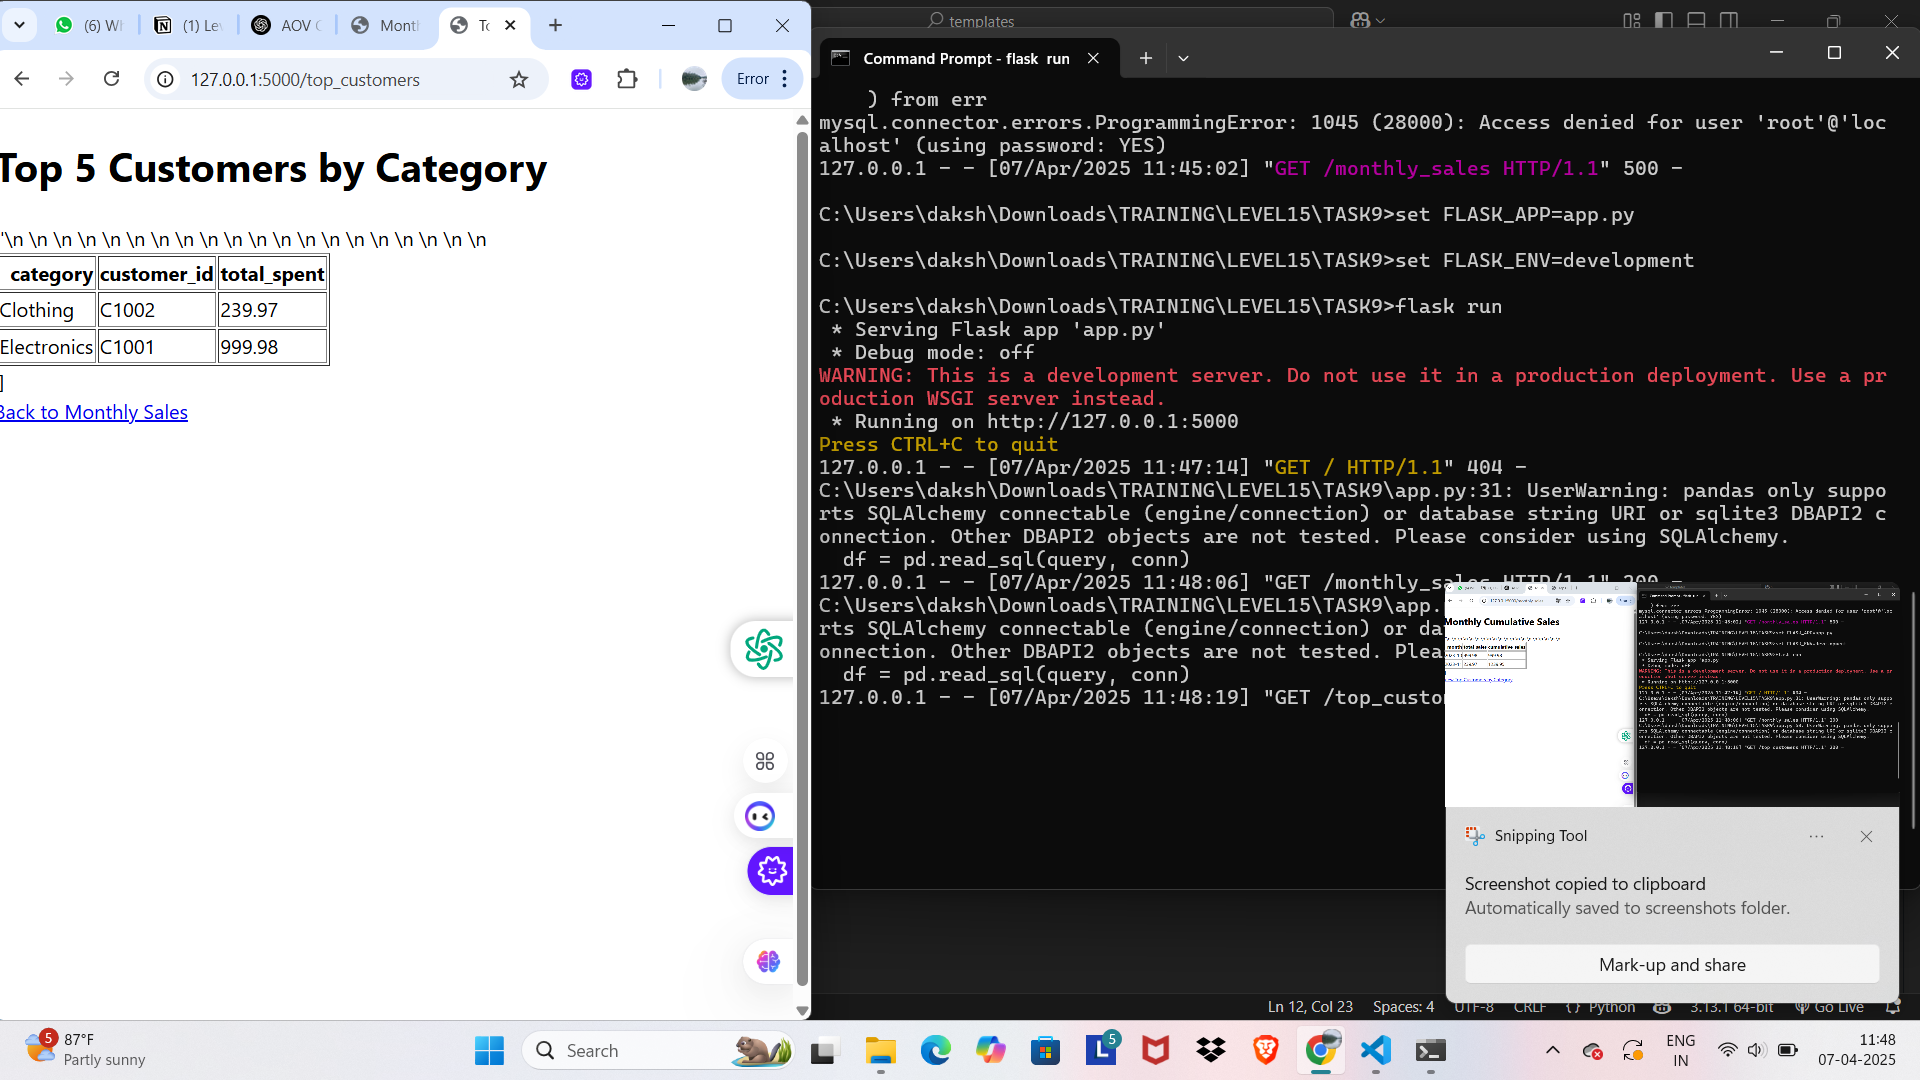 (6) Wh
(1) Le
AOV C
Month
To
127.0.0.1:5000/top_customers
Error
Top 5 Customers by Category
'\n \n \n \n \n \n \n \n \n \n \n \n \n \n \n \n \n \n \n \n
category customer_id total_spent
Clothing C1002 239.97
Electronics C1001 999.98
]
Back to Monthly Sales
templates
Command Prompt - flask run
) from err
mysql.connector.errors.ProgrammingError: 1045 (28000): Access denied for user 'root'@'loc
alhost' (using password: YES)
127.0.0.1 - - [07/Apr/2025 11:45:02] "GET /monthly_sales HTTP/1.1" 500 -
C:\Users\daksh\Downloads\TRAINING\LEVEL15\TASK9>set FLASK_APP=app.py
C:\Users\daksh\Downloads\TRAINING\LEVEL15\TASK9>set FLASK_ENV=development
C:\Users\daksh\Downloads\TRAINING\LEVEL15\TASK9>flask run
* Serving Flask app 'app.py'
* Debug mode: off
WARNING: This is a development server. Do not use it in a production deployment. Use a pr
oduction WSGI server instead.
* Running on http://127.0.0.1:5000
Press CTRL+C to quit
127.0.0.1 - - [07/Apr/2025 11:47:14] "GET / HTTP/1.1" 404 -
C:\Users\daksh\Downloads\TRAINING\LEVEL15\TASK9\app.py:31: UserWarning: pandas only suppo
rts SQLAlchemy connectable (engine/connection) or database string URI or sqlite3 DBAPI2 c
onnection. Other DBAPI2 objects are not tested. Please consider using SQLAlchemy.
df = pd.read_sql(query, conn)
127.0.0.1 - - [07/Apr/2025 11:48:06] "GET /monthly_sales HTTP/1.1" 200 -
C:\Users\daksh\Downloads\TRAINING\LEVEL15\TASK9\app.
rts SQLAlchemy connectable (engine/connection) or da
onnection. Other DBAPI2 objects are not tested. Plea
df = pd.read_sql(query, conn)
127.0.0.1 - - [07/Apr/2025 11:48:19] "GET /top_custo
Monthly Cumulative Sales
Snipping Tool
Screenshot copied to clipboard
Automatically saved to screenshots folder.
Mark-up and share
Ln 12, Col 23 Spaces: 4 UTF-8 CRLF {} Python 3.13.1 64-bit Go Live
5
87°F
Partly sunny
Search
5
ENG
IN
11:48
07-04-2025